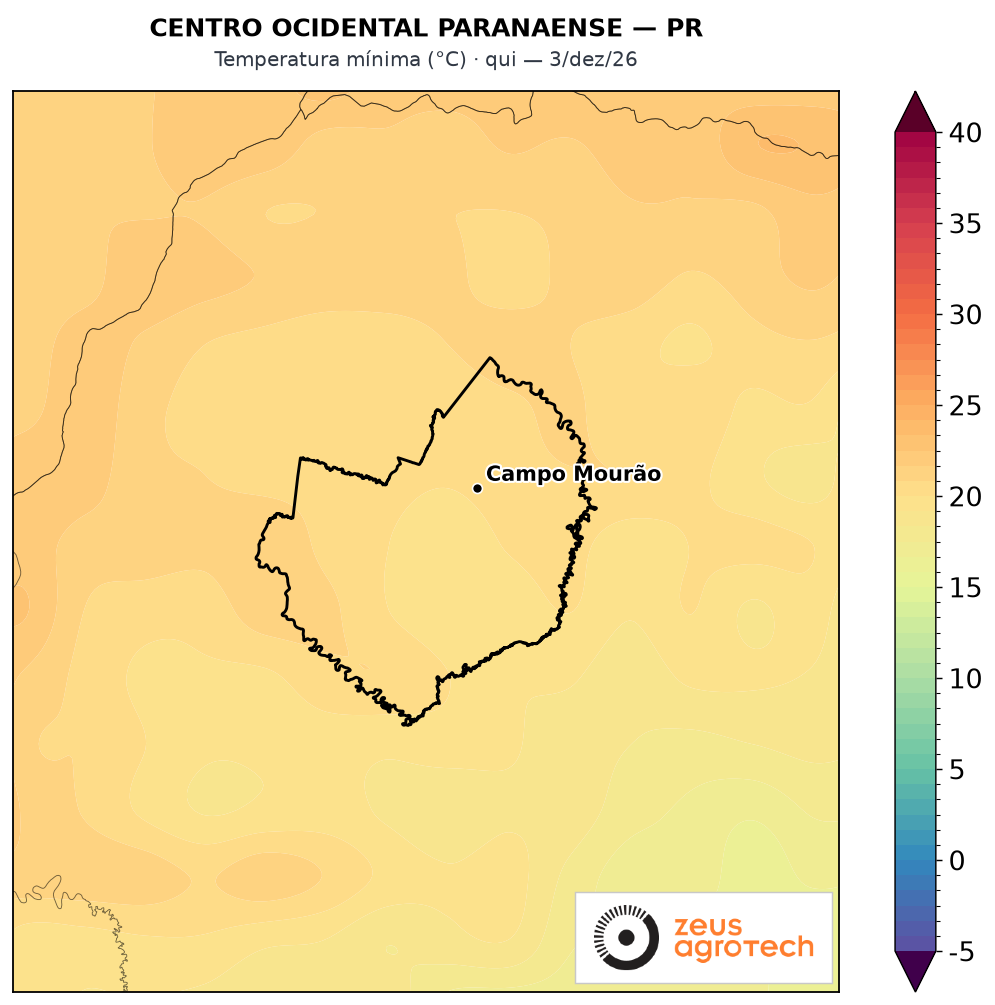 CENTRO OCIDENTAL PARANAENSE — PR
Temperatura mínima (°C) · qui — 3/dez/26
40
35
30
25
20
15
10
5
0
-5
Campo Mourão
zeus
agrotech